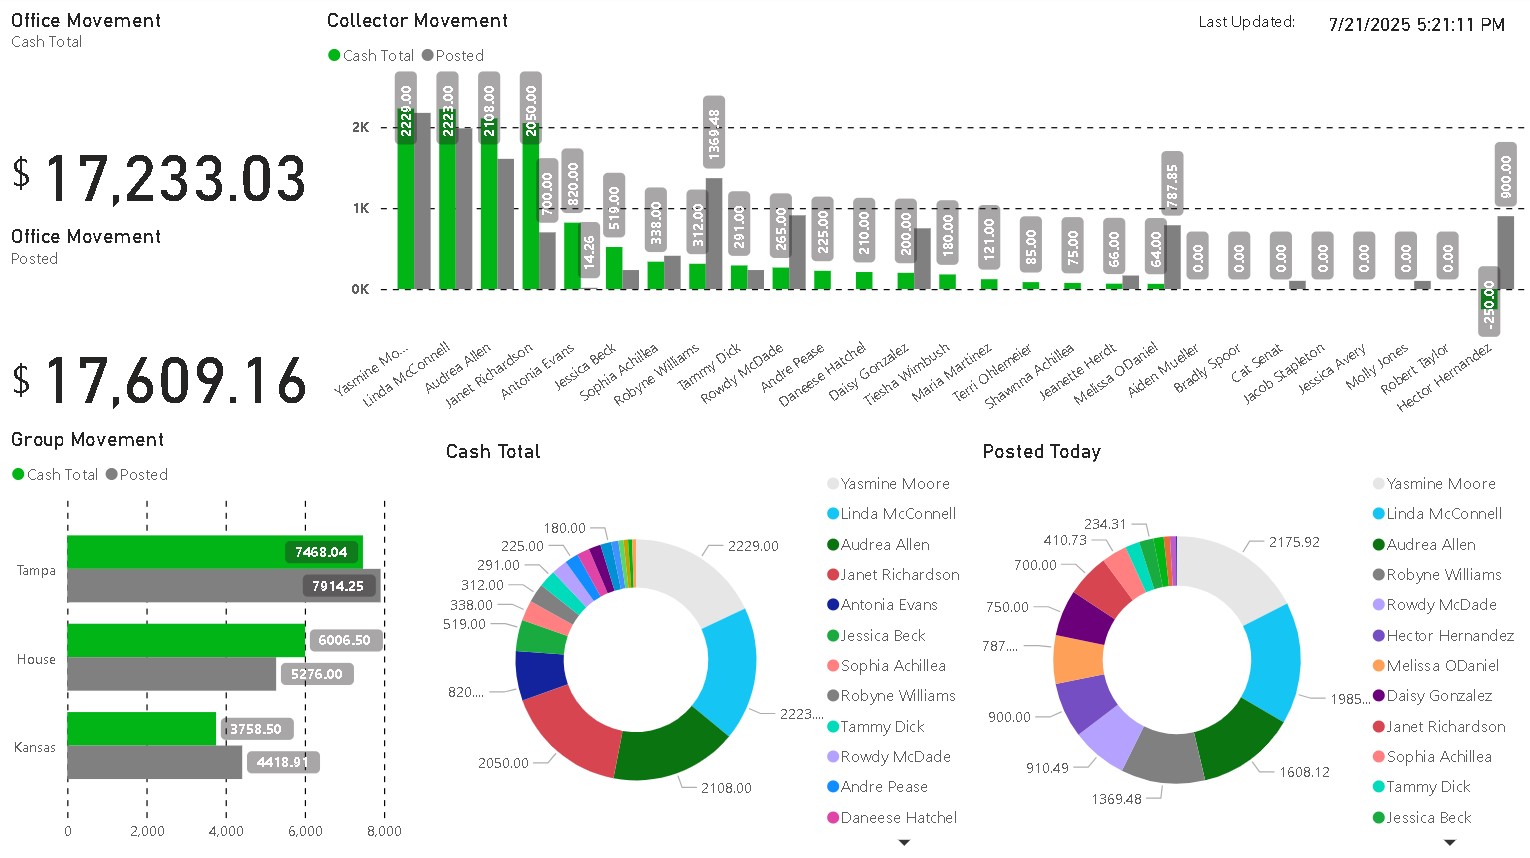 Office Movement
Cash Total
$ 17,233.03
Office Movement
Posted
$ 17,609.16
Collector Movement
Cash Total Posted
Last Updated: 7/21/2025 5:21:11 PM
2K
1K
0K
2229.00
2223.00
2108.00
2050.00
700.00
820.00
14.26
519.00
338.00
312.00
1369.48
291.00
265.00
225.00
210.00
200.00
180.00
121.00
85.00
75.00
66.00
64.00
787.85
0.00
0.00
0.00
0.00
0.00
0.00
0.00
-250.00
900.00
Yasmine Mo...
Linda McConnell
Audrea Allen
Janet Richardson
Antonia Evans
Jessica Beck
Sophia Achillea
Robyne Williams
Tammy Dick
Rowdy McDade
Andre Pease
Daneese Hatchel
Daisy Gonzalez
Tiesha Wimbush
Maria Martinez
Terri Ohlemeier
Shawnna Achillea
Jeanette Herdt
Melissa ODaniel
Aiden Mueller
Bradly Spoor
Cat Senat
Jacob Stapleton
Jessica Avery
Molly Jones
Robert Taylor
Hector Hernandez
Group Movement
Cash Total Posted
Tampa
7468.04
7914.25
House
6006.50
5276.00
Kansas
3758.50
4418.91
0 2,000 4,000 6,000 8,000
Cash Total
2229.00
2223....
2108.00
2050.00
820....
519.00
338.00
312.00
291.00
225.00
180.00
Yasmine Moore
Linda McConnell
Audrea Allen
Janet Richardson
Antonia Evans
Jessica Beck
Sophia Achillea
Robyne Williams
Tammy Dick
Rowdy McDade
Andre Pease
Daneese Hatchel
Posted Today
2175.92
1985...
1608.12
1369.48
910.49
900.00
787....
750.00
700.00
410.73
234.31
Yasmine Moore
Linda McConnell
Audrea Allen
Robyne Williams
Rowdy McDade
Hector Hernandez
Melissa ODaniel
Daisy Gonzalez
Janet Richardson
Sophia Achillea
Tammy Dick
Jessica Beck